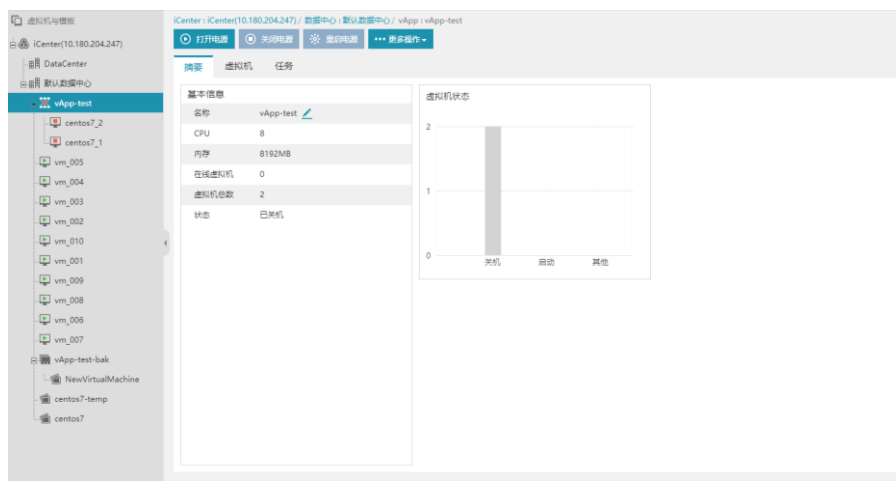 虚拟机与模板
iCenter(10.180.204.247)
DataCenter
默认数据中心
vApp-test
centos7_2
centos7_1
vm_005
vm_004
vm_003
vm_002
vm_010
vm_001
vm_009
vm_008
vm_006
vm_007
vApp-test-bak
NewVirtualMachine
centos7-temp
centos7
iCenter : iCenter(10.180.204.247) / 数据中心 : 默认数据中心 / vApp : vApp-test
打开电源 关闭电源 重启电源 更多操作
摘要 虚拟机 任务
基本信息
名称 vApp-test
CPU 8
内存 8192MB
在线虚拟机 0
虚拟机总数 2
状态 已关机
虚拟机状态
2
1
0
关机 启动 其他